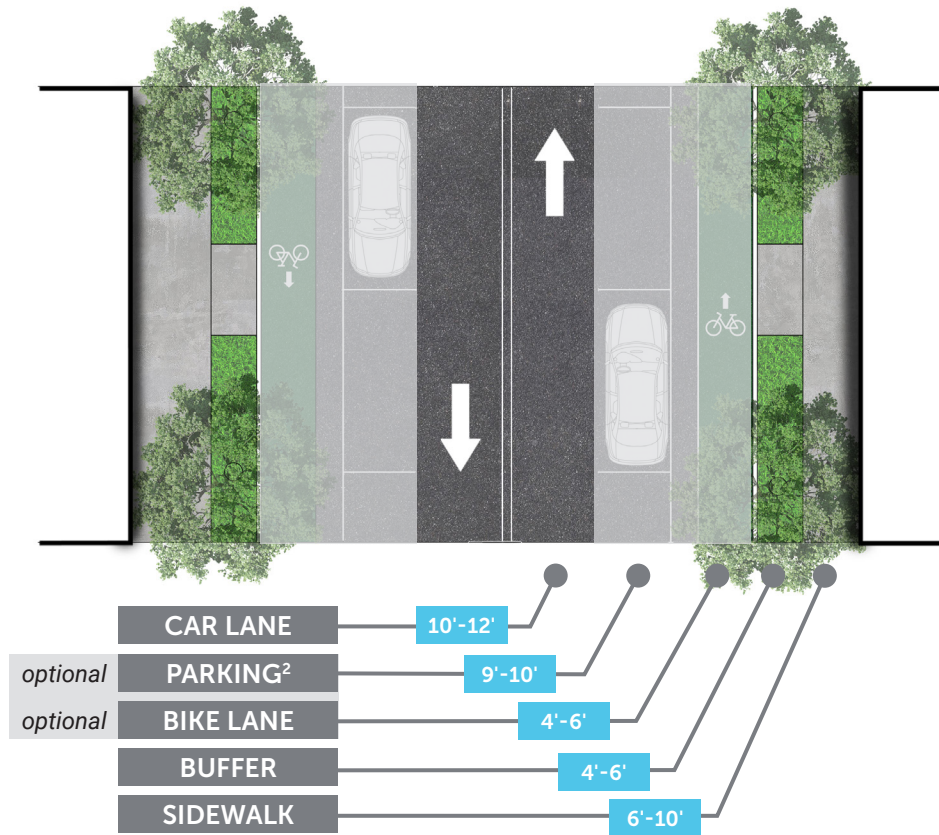 CAR LANE 10'-12'
optional PARKING² 9'-10'
optional BIKE LANE 4'-6'
BUFFER 4'-6'
SIDEWALK 6'-10'